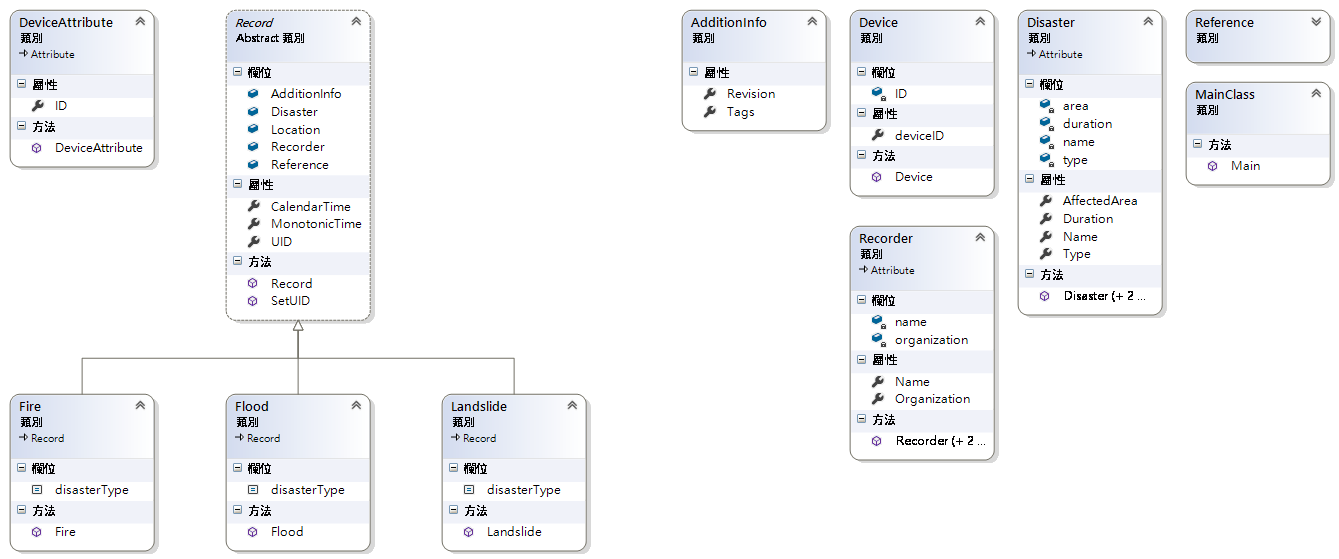 DeviceAttribute
類別
Attribute
屬性
ID
方法
DeviceAttribute
Record
Abstract 類別
欄位
AdditionInfo
Disaster
Location
Recorder
Reference
屬性
CalendarTime
MonotonicTime
UID
方法
Record
SetUID
Fire
類別
Record
欄位
disasterType
方法
Fire
Flood
類別
Record
欄位
disasterType
方法
Flood
Landslide
類別
Record
欄位
disasterType
方法
Landslide
AdditionInfo
類別
屬性
Revision
Tags
Device
類別
欄位
ID
屬性
deviceID
方法
Device
Recorder
類別
Attribute
欄位
name
organization
屬性
Name
Organization
方法
Recorder (+ 2 ...
Disaster
類別
Attribute
欄位
area
duration
name
type
屬性
AffectedArea
Duration
Name
Type
方法
Disaster (+ 2 ...
Reference
類別
MainClass
類別
方法
Main